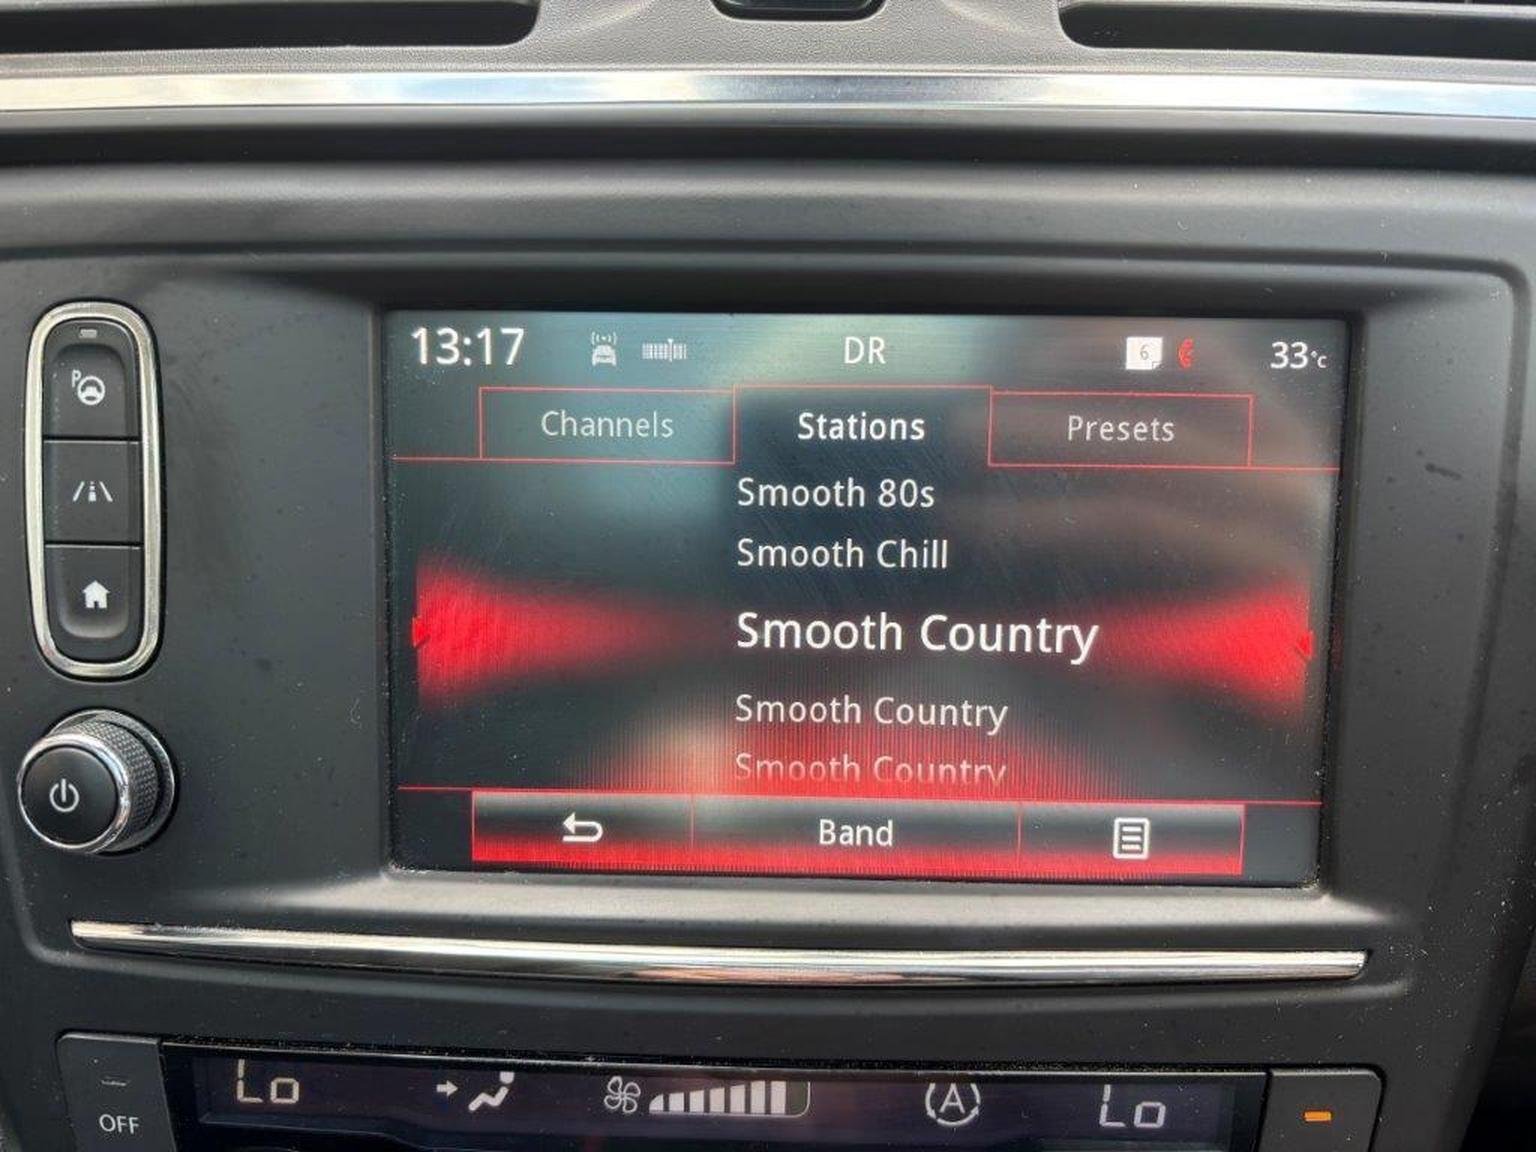 13:17 DR 6 33°C
Channels Stations Presets
Smooth 80s
Smooth Chill
Smooth Country
Smooth Country
Smooth Country
Band
P
Lo A Lo
OFF